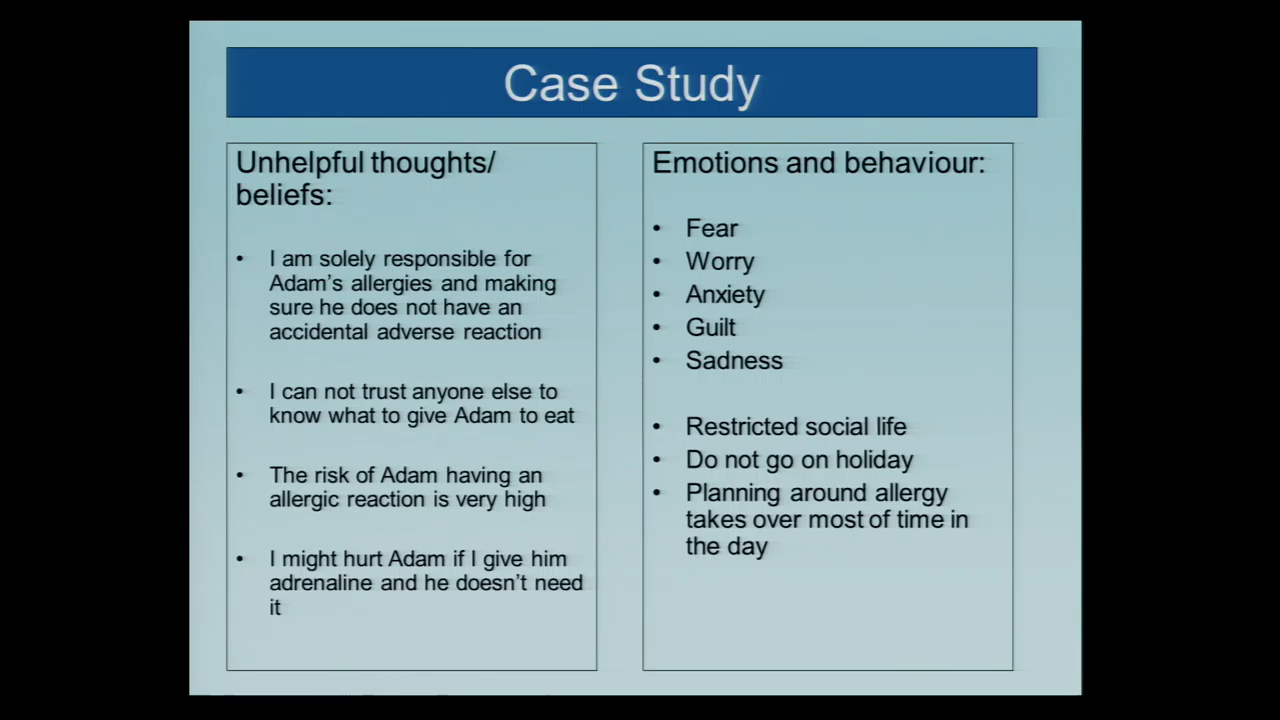 Case Study
Unhelpful thoughts/
beliefs:
• I am solely responsible for
Adam's allergies and making
sure he does not have an
accidental adverse reaction
• I can not trust anyone else to
know what to give Adam to eat
• The risk of Adam having an
allergic reaction is very high
• I might hurt Adam if I give him
adrenaline and he doesn't need
it
Emotions and behaviour:
• Fear
• Worry
• Anxiety
• Guilt
• Sadness
• Restricted social life
• Do not go on holiday
• Planning around allergy
takes over most of time in
the day